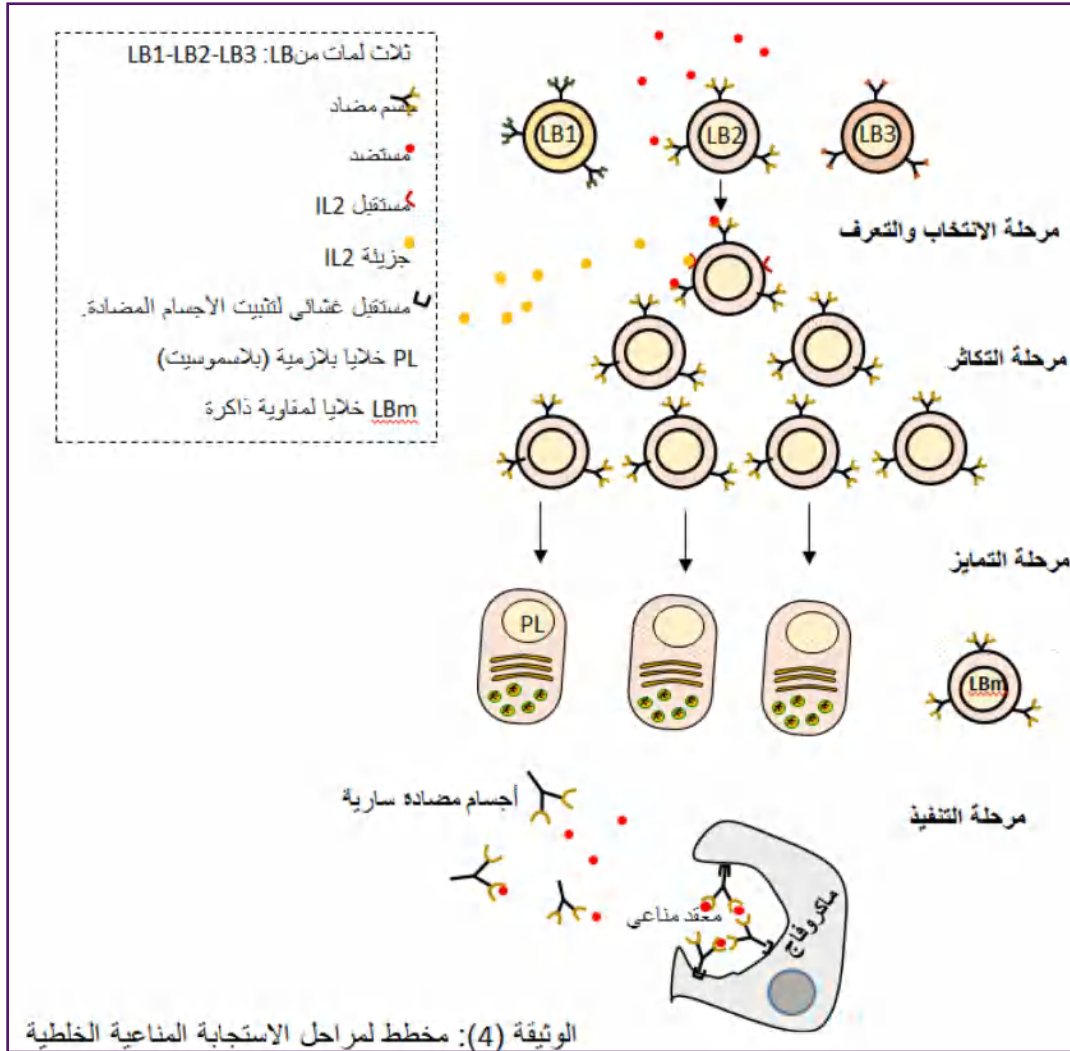 ثلاث لمات من LB: LB1-LB2-LB3
جسم مضاد
مستضد
مستقبل IL2
جزيئة IL2
مستقبل غشائي لتثبيت الأجسام المضادة.
PL خلايا بلازمية (بلاسموسيت)
LBm خلايا لمفاوية ذاكرة
LB1
LB2
LB3
مرحلة الانتخاب والتعرف
مرحلة التكاثر
مرحلة التمايز
PL
LBm
أجسام مضادة سارية
مرحلة التنفيذ
معقد مناعي
ماكروفاج
الوثيقة (4): مخطط لمراحل الاستجابة المناعية الخلطية